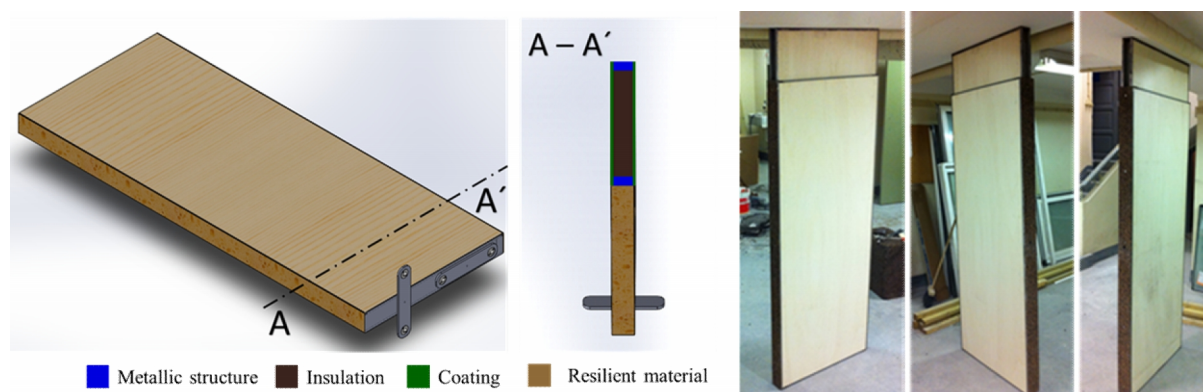 A
A´
A – A´
Metallic structure
Insulation
Coating
Resilient material